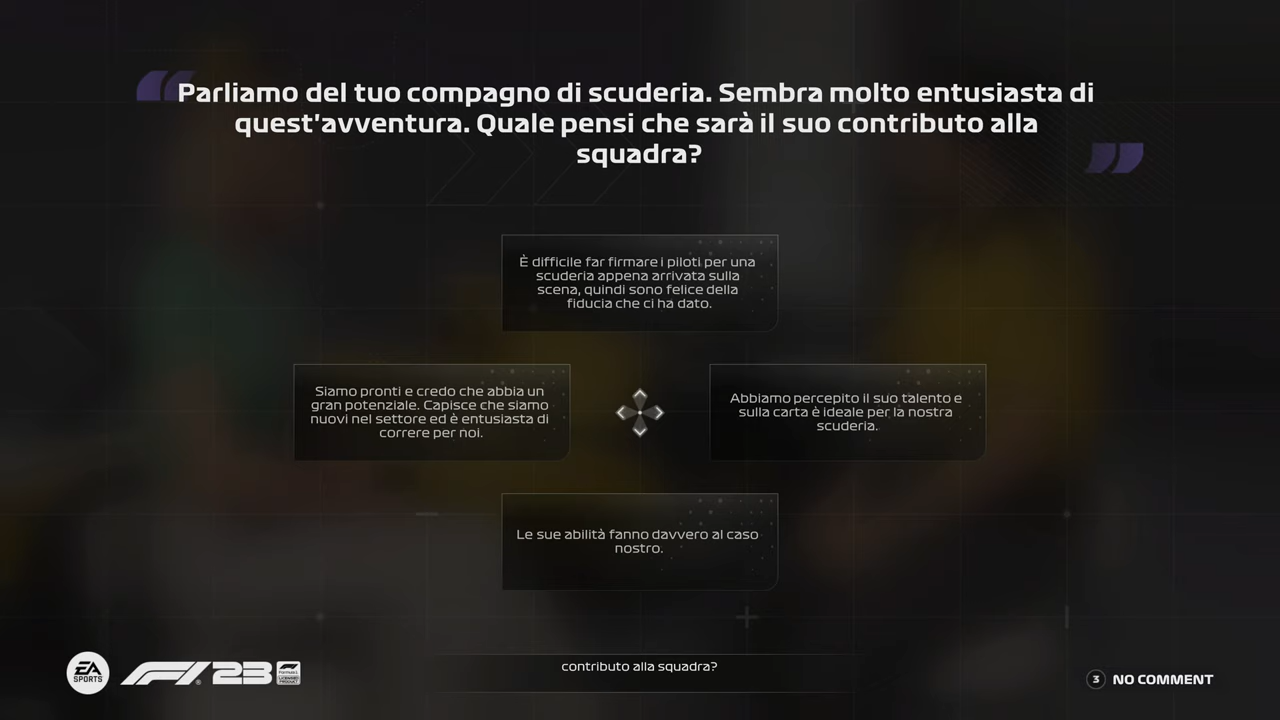 Parliamo del tuo compagno di scuderia. Sembra molto entusiasta di
quest'avventura. Quale pensi che sarà il suo contributo alla
squadra?
È difficile far firmare i piloti per una
scuderia appena arrivata sulla
scena, quindi sono felice della
fiducia che ci ha dato.
Siamo pronti e credo che abbia un
gran potenziale. Capisce che siamo
nuovi nel settore ed è entusiasta di
correre per noi.
Abbiamo percepito il suo talento e
sulla carta è ideale per la nostra
scuderia.
Le sue abilità fanno davvero al caso
nostro.
contributo alla squadra?
EA
SPORTS
F1 23
3 NO COMMENT